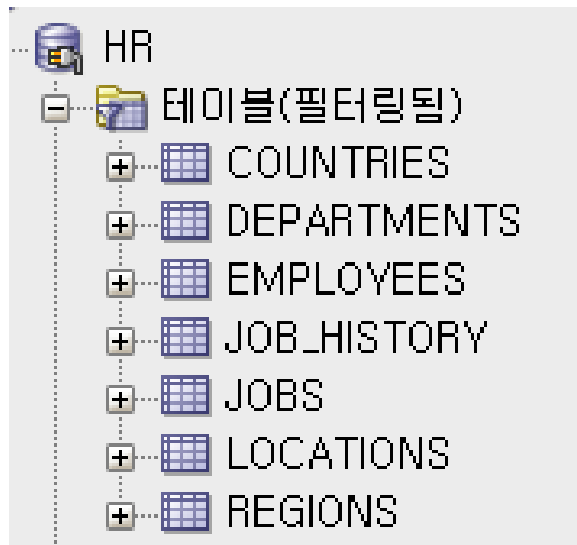 HR
테이블(필터링됨)
COUNTRIES
DEPARTMENTS
EMPLOYEES
JOB_HISTORY
JOBS
LOCATIONS
REGIONS